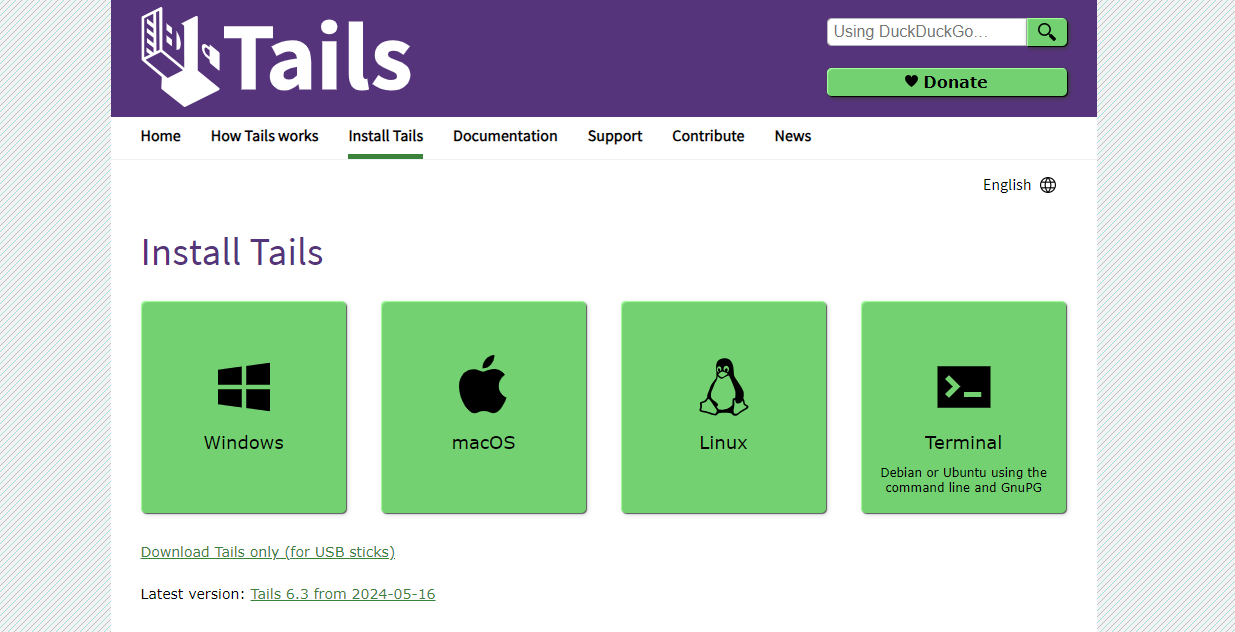 Tails
Using DuckDuckGo…
Donate
Home How Tails works Install Tails Documentation Support Contribute News
English
Install Tails
Windows
macOS
Linux
Terminal
Debian or Ubuntu using the
command line and GnuPG
Download Tails only (for USB sticks)
Latest version: Tails 6.3 from 2024-05-16